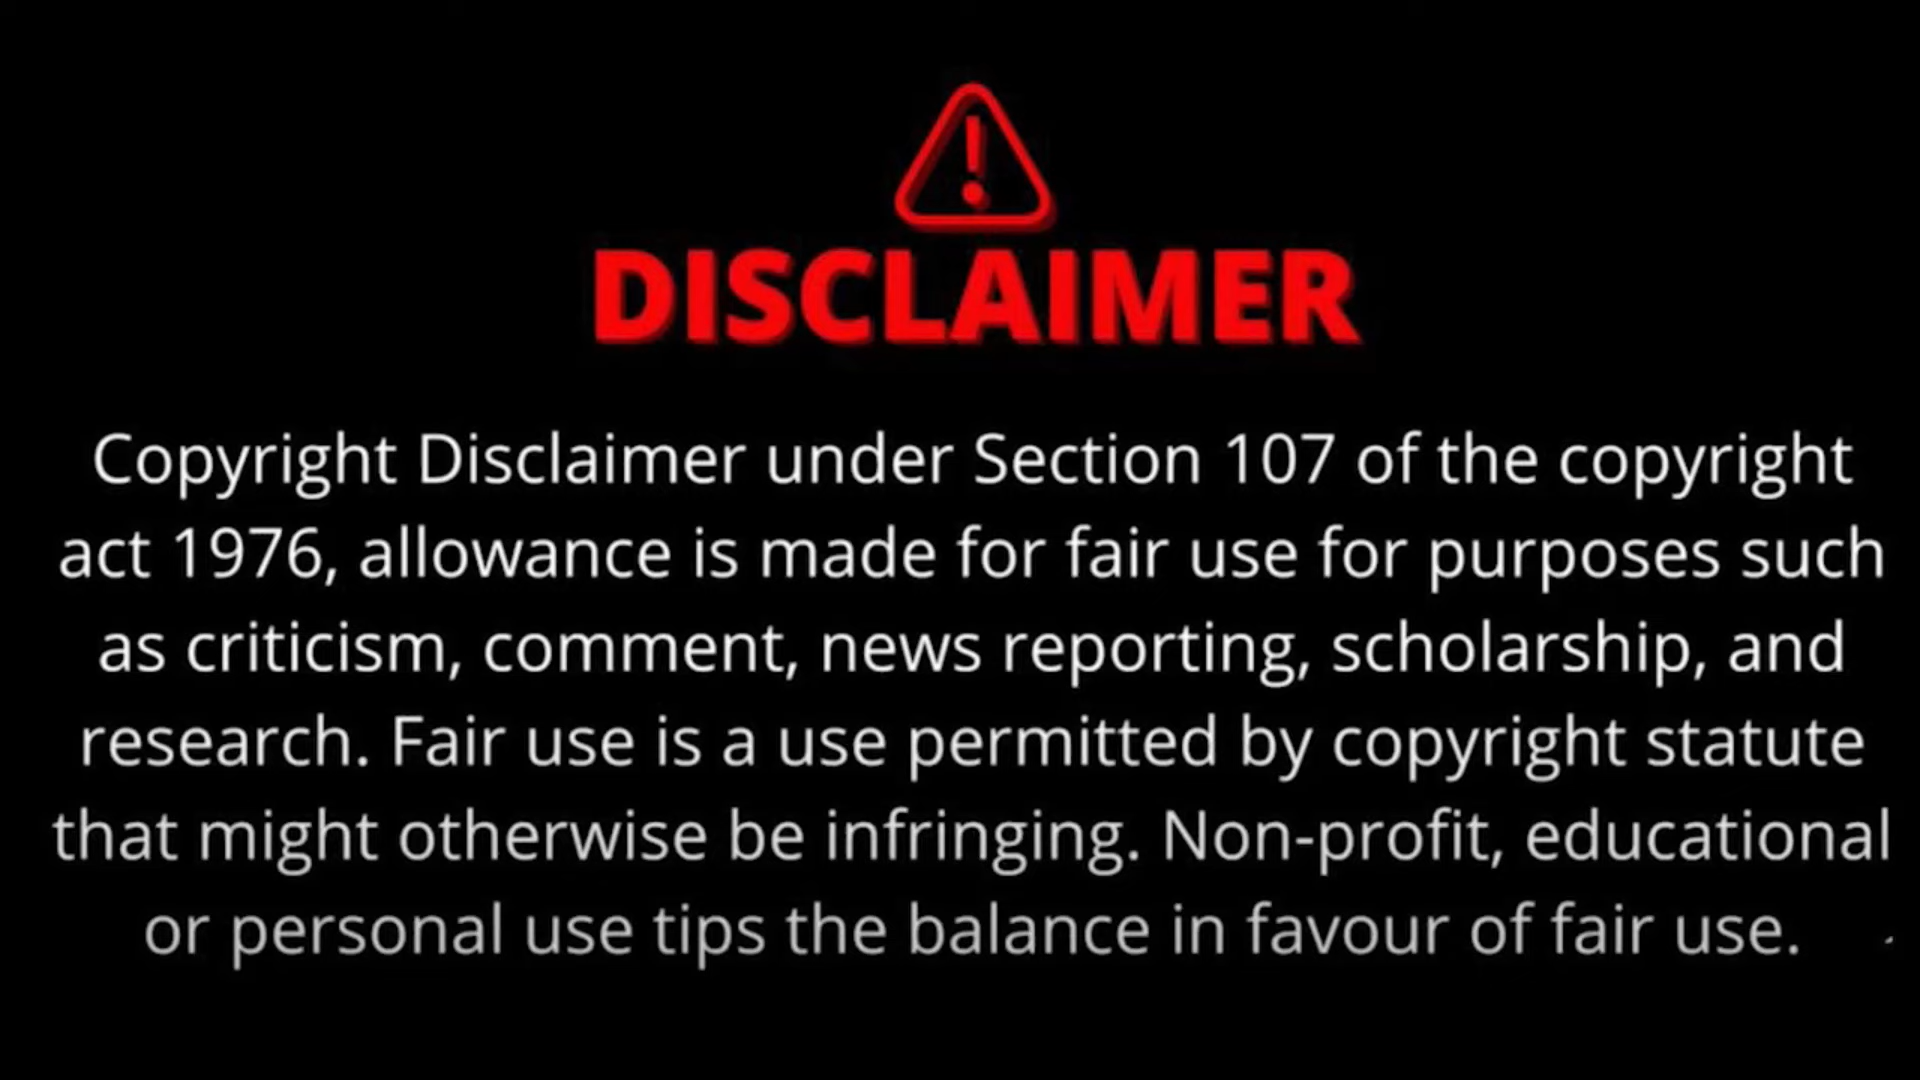 DISCLAIMER
Copyright Disclaimer under Section 107 of the copyright
act 1976, allowance is made for fair use for purposes such
as criticism, comment, news reporting, scholarship, and
research. Fair use is a use permitted by copyright statute
that might otherwise be infringing. Non-profit, educational
or personal use tips the balance in favour of fair use.